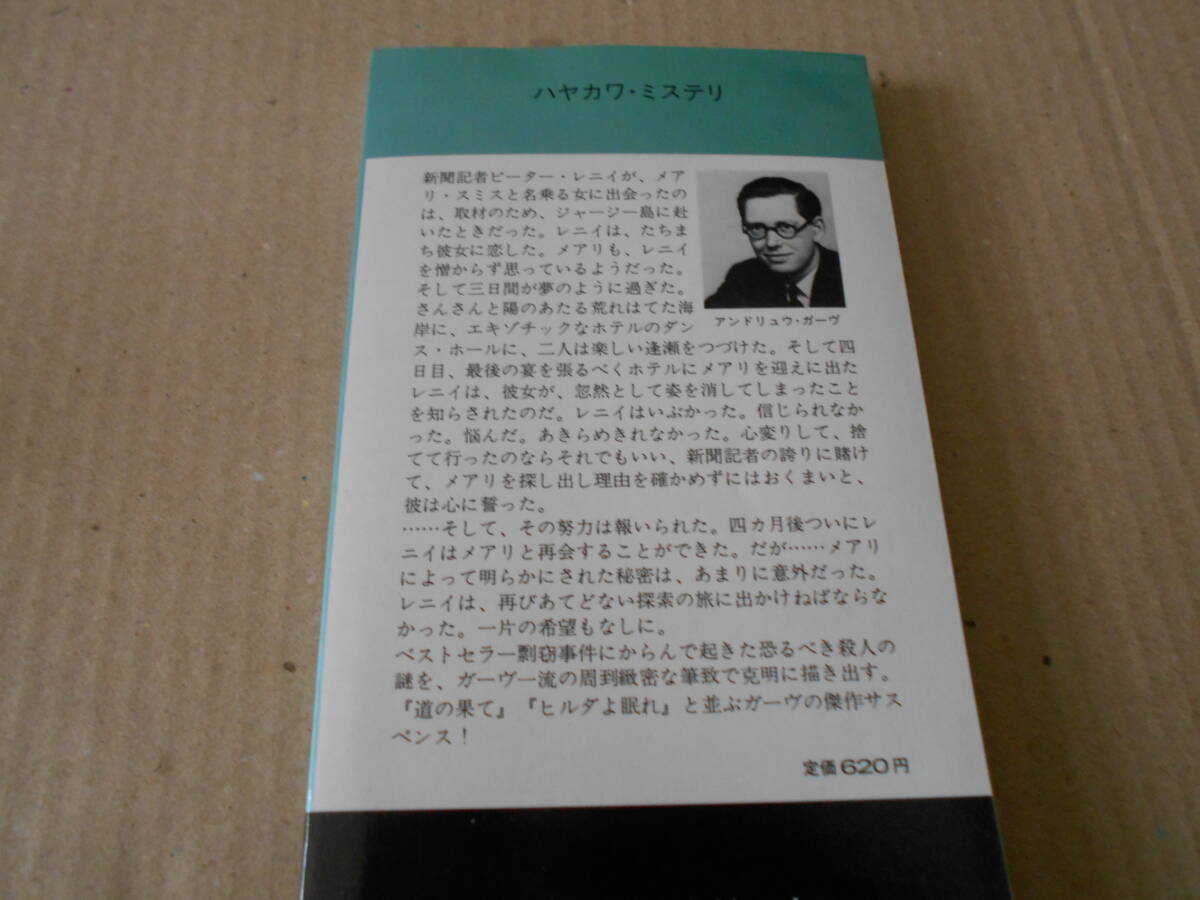 ハヤカワ・ミステリ
新聞記者ピーター・レニイが、メア
リ・スミスと名乗る女に出会ったの
は、取材のため、ジャージー島に赴
いたときだった。レニイは、たちま
ち彼女に恋した。メアリも、レニイ
を憎からず思っているようだった。
そして三日間が夢のように過ぎた。
さんさんと陽のあたる荒れはてた海
岸に、エキゾチックなホテルのダン
ス・ホールに、二人は楽しい逢瀬をつづけた。そして四
日目、最後の宴を張るべくホテルにメアリを迎えに出た
レニイは、彼女が、忽然として姿を消してしまったこと
を知らされたのだ。レニイはいぶかった。信じられなか
った。悩んだ。あきらめきれなかった。心変りして、捨
てて行ったのならそれでもいい、新聞記者の誇りに賭け
て、メアリを探し出し理由を確かめずにはおくまいと、
彼は心に誓った。
……そして、その努力は報いられた。四カ月後ついにレ
ニイはメアリと再会することができた。だが……メアリ
によって明らかにされた秘密は、あまりに意外だった。
レニイは、再びあてどない探索の旅に出かけねばならな
かった。一片の希望もなしに。
ベストセラー剽窃事件にからんで起きた恐るべき殺人の
謎を、ガーヴ一流の周到緻密な筆致で克明に描き出す。
『道の果て』『ヒルダよ眠れ』と並ぶガーヴの傑作サス
ペンス！
アンドリュウ・ガーヴ
定価620円